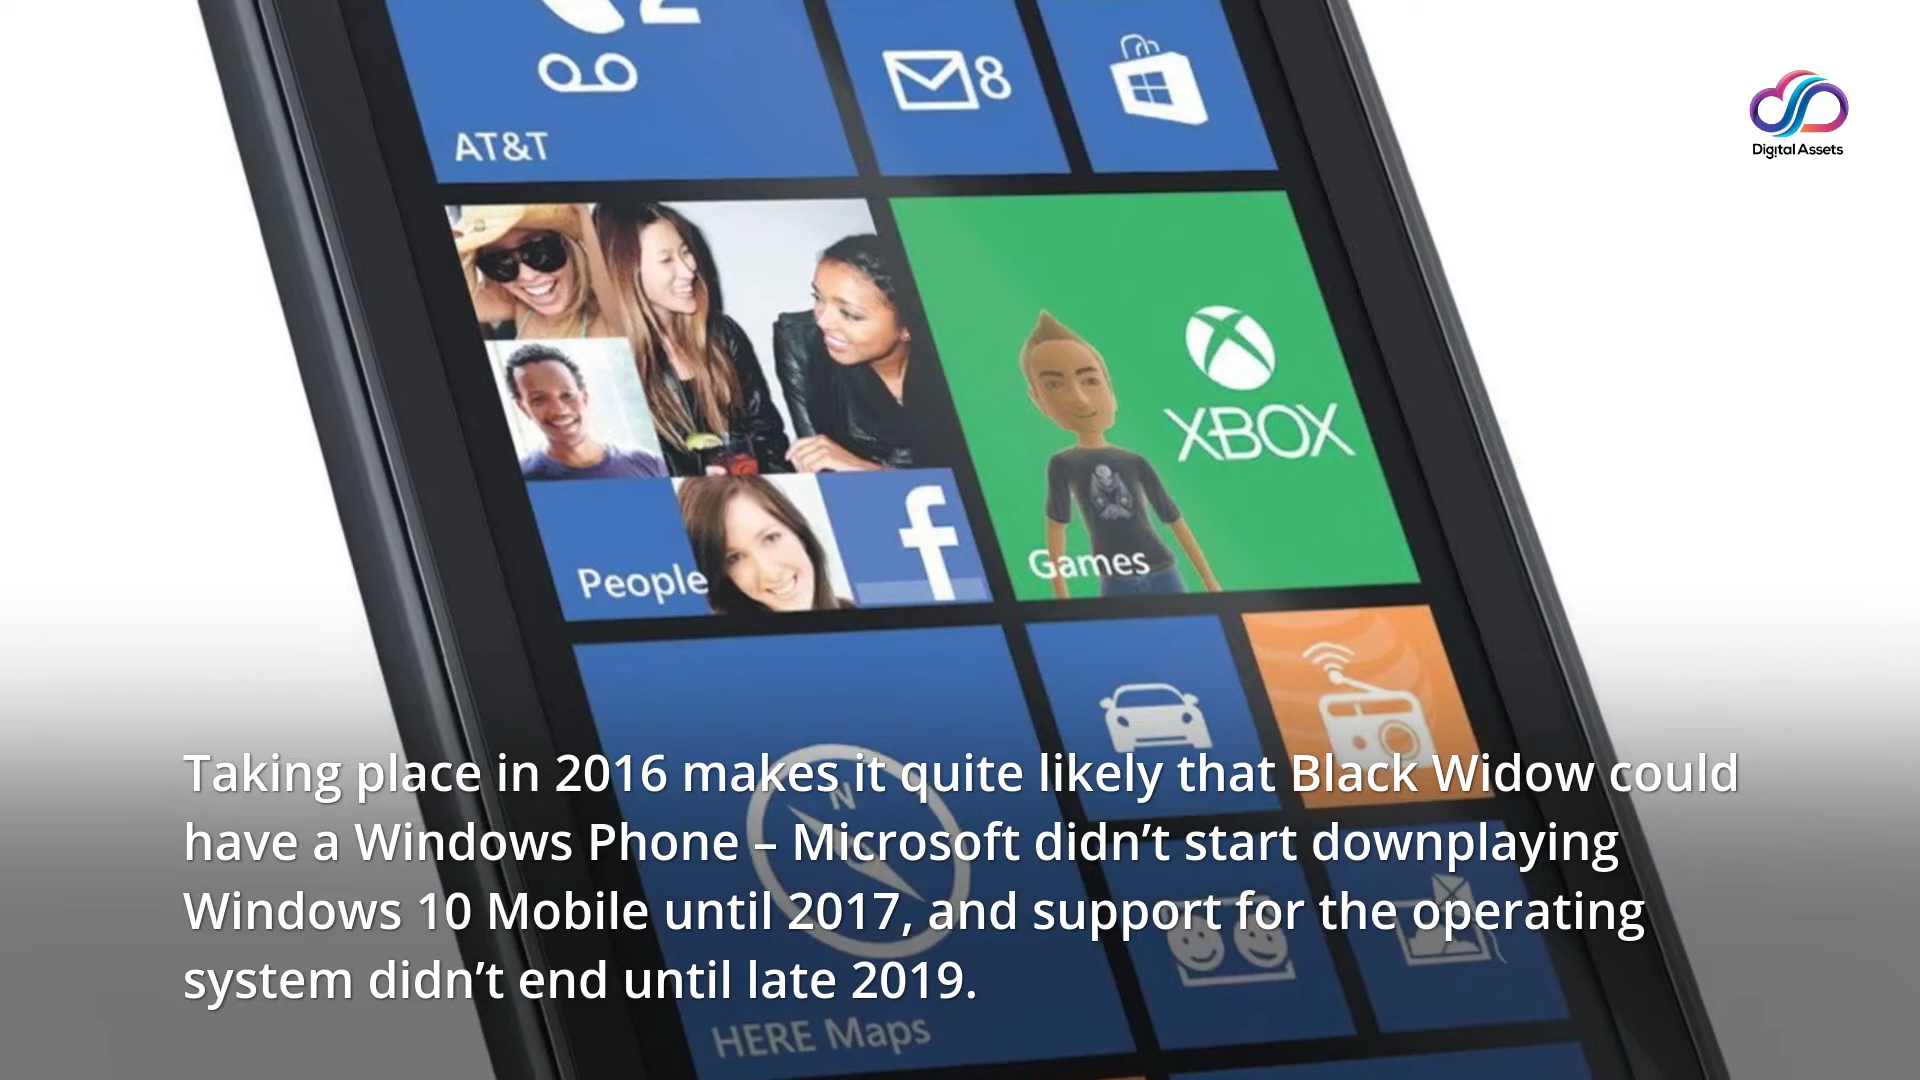 2
8
AT&T
Digital Assets
XBOX
Games
People
f
N
Taking place in 2016 makes it quite likely that Black Widow could
have a Windows Phone – Microsoft didn’t start downplaying
Windows 10 Mobile until 2017, and support for the operating
system didn’t end until late 2019.
HERE Maps